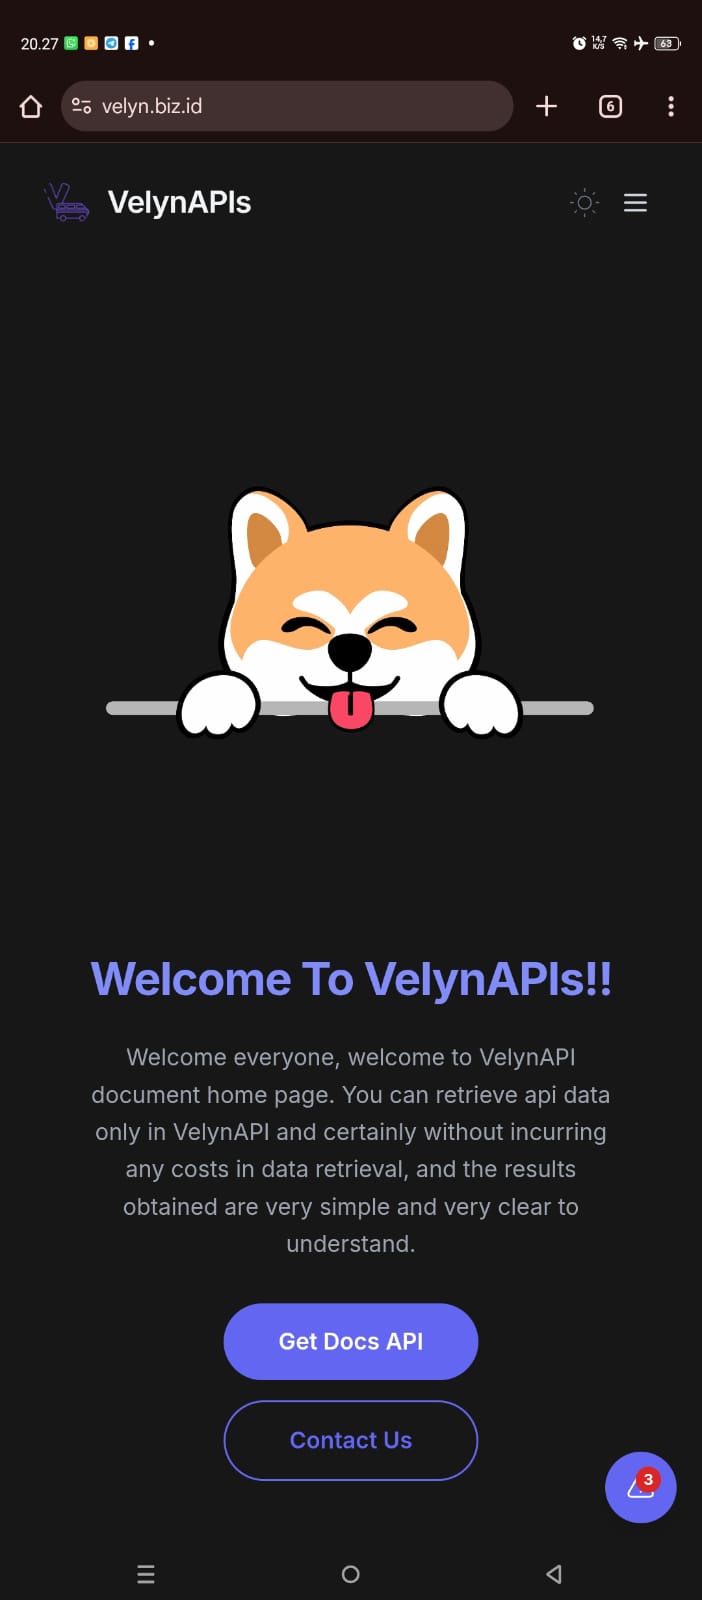 20.27
14,7
K/S
63
velyn.biz.id
6
VelynAPIs
Welcome To VelynAPIs!!
Welcome everyone, welcome to VelynAPI
document home page. You can retrieve api data
only in VelynAPI and certainly without incurring
any costs in data retrieval, and the results
obtained are very simple and very clear to
understand.
Get Docs API
Contact Us
3